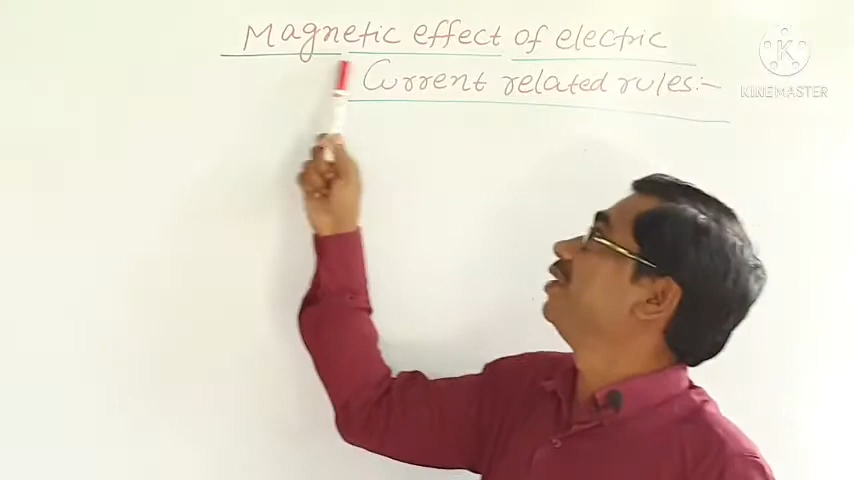 Magnetic effect of electric
Current related rules:-
K
KINEMASTER